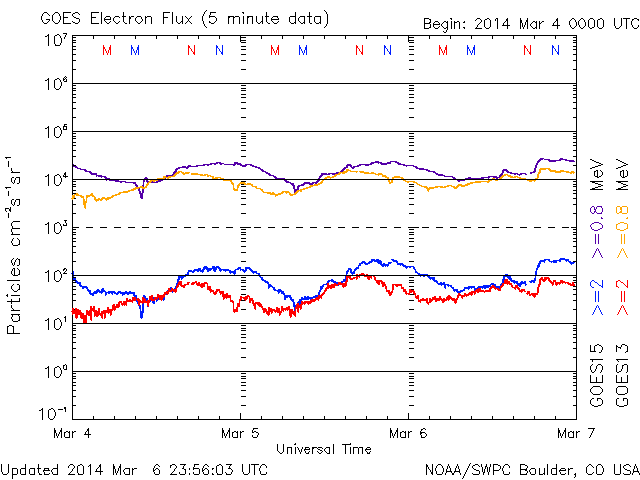 GOES Electron Flux (5 minute data)
Begin: 2014 Mar 4 0000 UTC
10⁷
M M N N M M N N M M N N
10⁶
10⁵
10⁴
10³
10²
10¹
10⁰
10⁻¹
Particles cm⁻²s⁻¹sr⁻¹
GOES15 >=2 >=0.8 MeV
GOES13 >=2 >=0.8 MeV
Mar 4 Mar 5 Mar 6 Mar 7
Universal Time
Updated 2014 Mar 6 23:56:03 UTC
NOAA/SWPC Boulder, CO USA